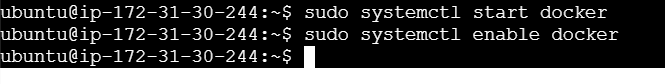 ubuntu@ip-172-31-30-244:~$ sudo systemctl start docker
ubuntu@ip-172-31-30-244:~$ sudo systemctl enable docker
ubuntu@ip-172-31-30-244:~$